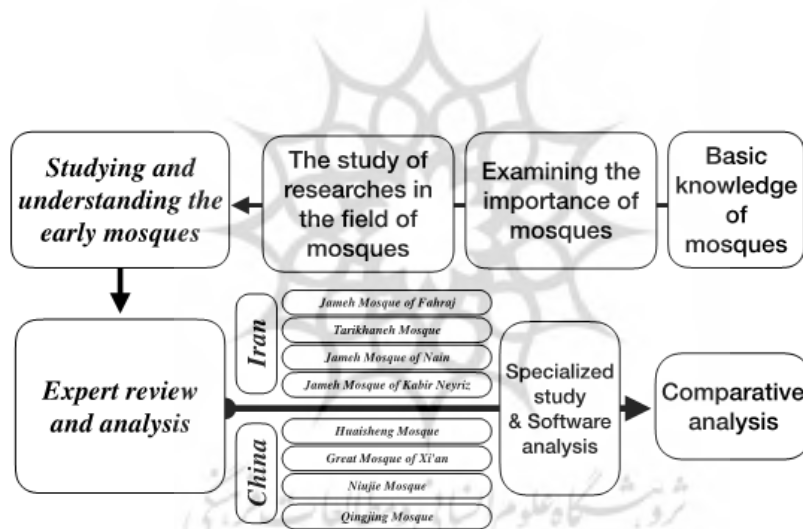 Basic
knowledge
of
mosques
Examining the
importance of
mosques
The study of
researches in
the field of
mosques
Studying and
understanding the
early mosques
Expert review
and analysis
Iran
Jameh Mosque of Fahraj
Tarikhaneh Mosque
Jameh Mosque of Nain
Jameh Mosque of Kabir Neyriz
China
Huaisheng Mosque
Great Mosque of Xi'an
Niujie Mosque
Qingjing Mosque
Specialized
study
& Software
analysis
Comparative
analysis